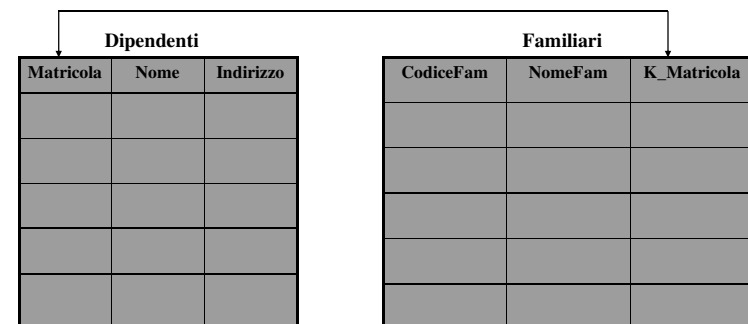 Dipendenti Familiari
Matricola Nome Indirizzo CodiceFam NomeFam K_Matricola